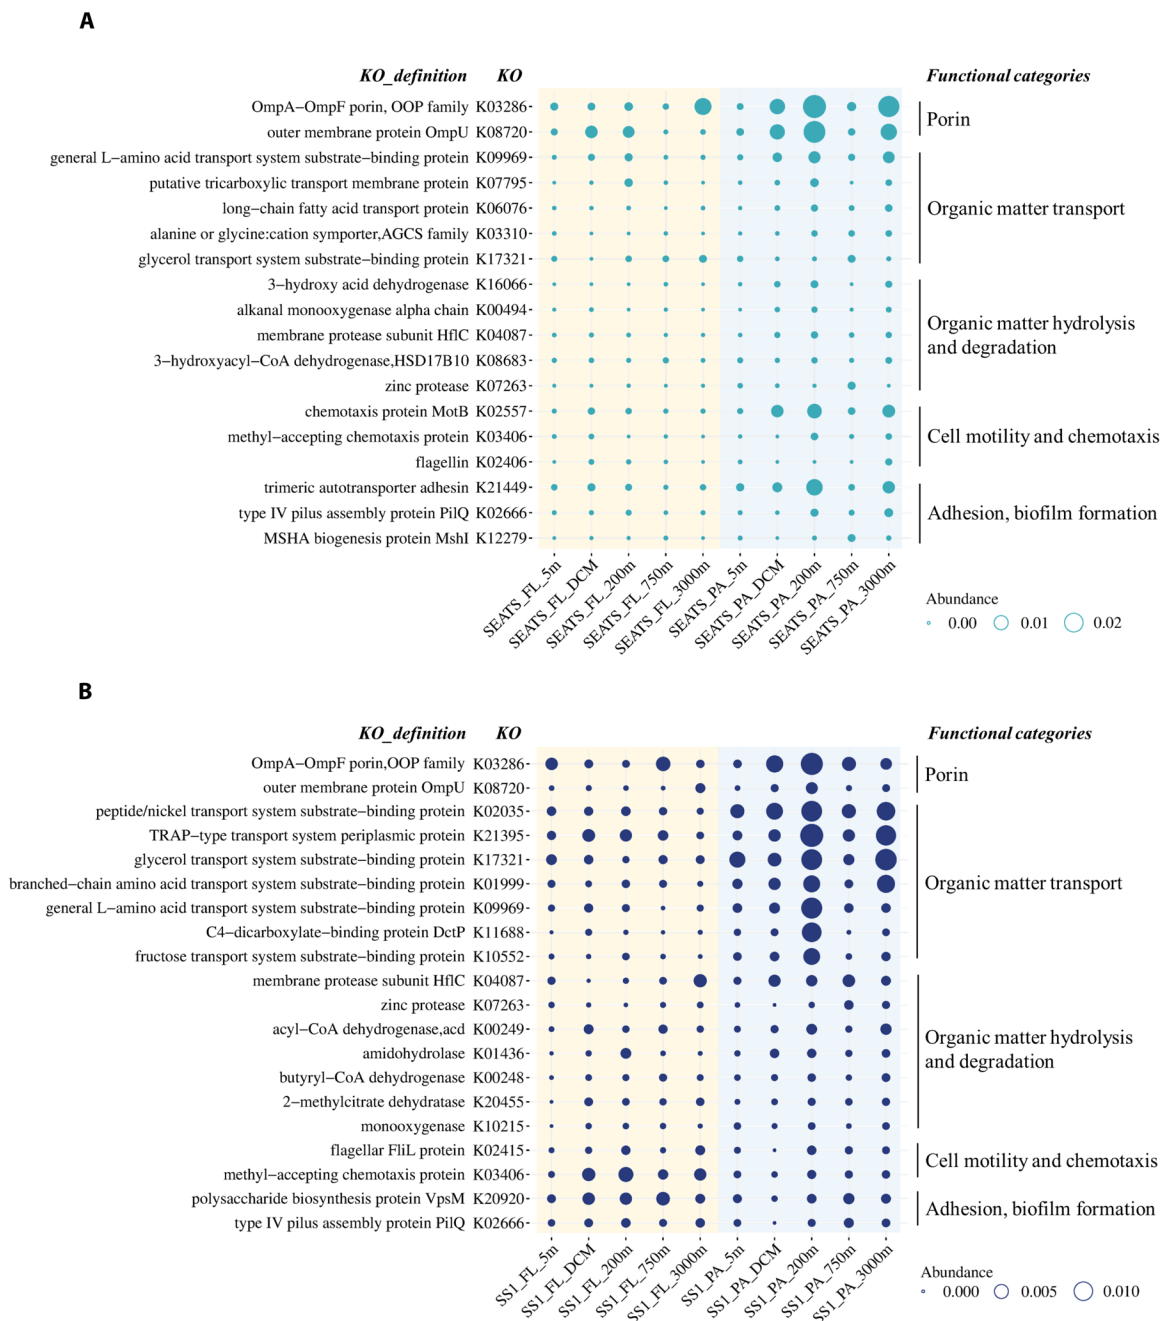 A
KO_definition KO Functional categories
OmpA−OmpF porin, OOP family K03286
outer membrane protein OmpU K08720
Porin
general L−amino acid transport system substrate−binding protein K09969
putative tricarboxylic transport membrane protein K07795
long−chain fatty acid transport protein K06076
Organic matter transport
alanine or glycine:cation symporter,AGCS family K03310
glycerol transport system substrate−binding protein K17321
3−hydroxy acid dehydrogenase K16066
alkanal monooxygenase alpha chain K00494
membrane protease subunit HflC K04087
Organic matter hydrolysis
and degradation
3−hydroxyacyl−CoA dehydrogenase,HSD17B10 K08683
zinc protease K07263
chemotaxis protein MotB K02557
methyl−accepting chemotaxis protein K03406
Cell motility and chemotaxis
flagellin K02406
trimeric autotransporter adhesin K21449
type IV pilus assembly protein PilQ K02666
Adhesion, biofilm formation
MSHA biogenesis protein MshI K12279
SEATS_FL_5m
SEATS_FL_DCM
SEATS_FL_200m
SEATS_FL_750m
SEATS_FL_3000m
SEATS_PA_5m
SEATS_PA_DCM
SEATS_PA_200m
SEATS_PA_750m
SEATS_PA_3000m
Abundance
0.00 0.01 0.02
B
KO_definition KO Functional categories
OmpA−OmpF porin,OOP family K03286
outer membrane protein OmpU K08720
Porin
peptide/nickel transport system substrate−binding protein K02035
TRAP−type transport system periplasmic protein K21395
glycerol transport system substrate−binding protein K17321
branched−chain amino acid transport system substrate−binding protein K01999
Organic matter transport
general L−amino acid transport system substrate−binding protein K09969
C4−dicarboxylate−binding protein DctP K11688
fructose transport system substrate−binding protein K10552
membrane protease subunit HflC K04087
zinc protease K07263
acyl−CoA dehydrogenase,acd K00249
Organic matter hydrolysis
and degradation
amidohydrolase K01436
butyryl−CoA dehydrogenase K00248
2−methylcitrate dehydratase K20455
monooxygenase K10215
flagellar FliL protein K02415
Cell motility and chemotaxis
methyl−accepting chemotaxis protein K03406
polysaccharide biosynthesis protein VpsM K20920
Adhesion, biofilm formation
type IV pilus assembly protein PilQ K02666
SS1_FL_5m
SS1_FL_DCM
SS1_FL_200m
SS1_FL_750m
SS1_FL_3000m
SS1_PA_5m
SS1_PA_DCM
SS1_PA_200m
SS1_PA_750m
SS1_PA_3000m
Abundance
0.000 0.005 0.010